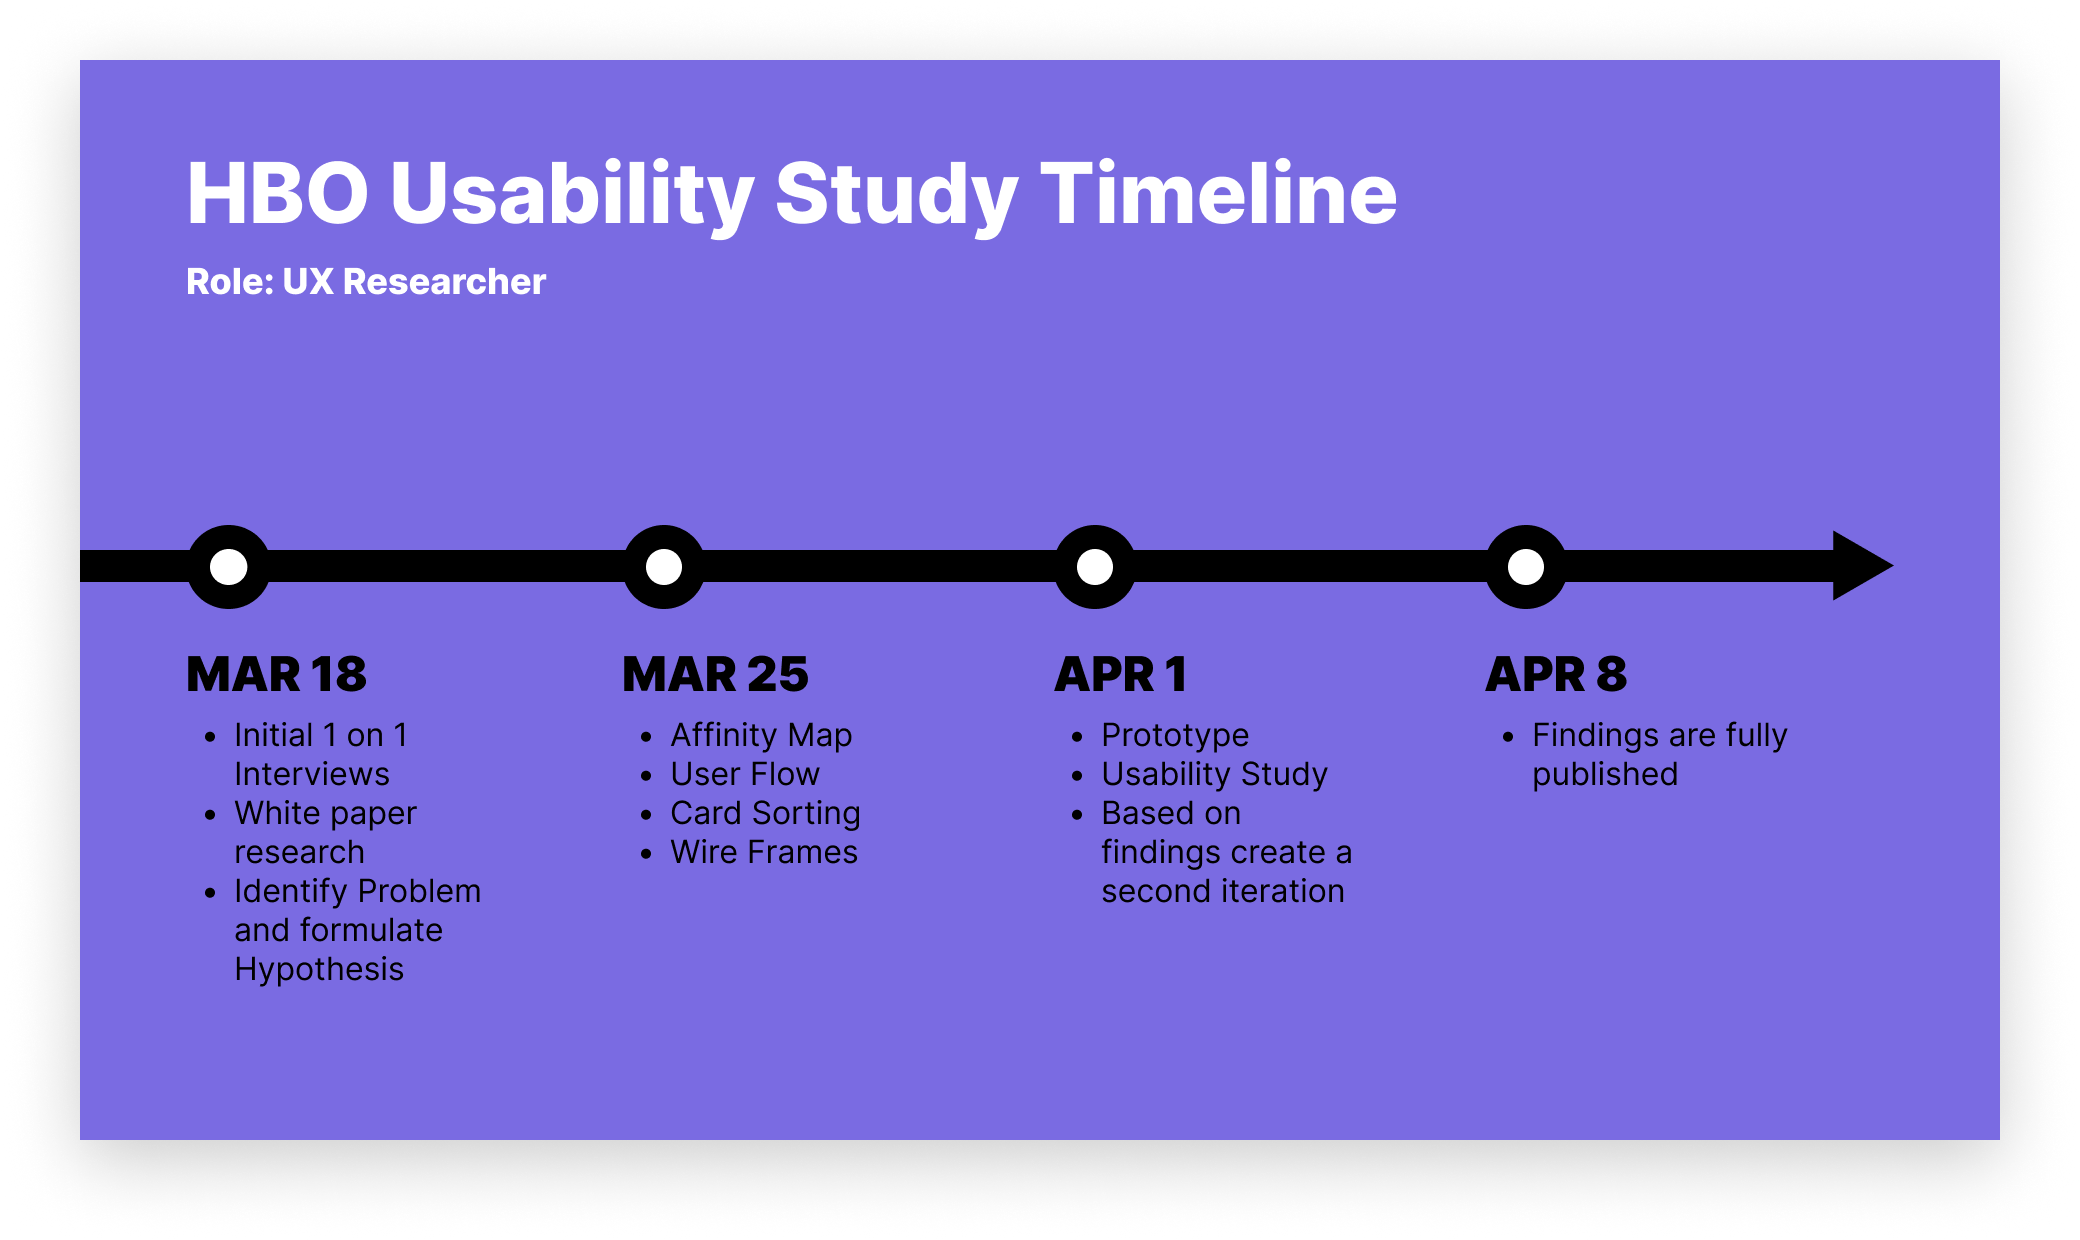 HBO Usability Study Timeline
Role: UX Researcher
MAR 18
• Initial 1 on 1
Interviews
• White paper
research
• Identify Problem
and formulate
Hypothesis
MAR 25
• Affinity Map
• User Flow
• Card Sorting
• Wire Frames
APR 1
• Prototype
• Usability Study
• Based on
findings create a
second iteration
APR 8
• Findings are fully
published